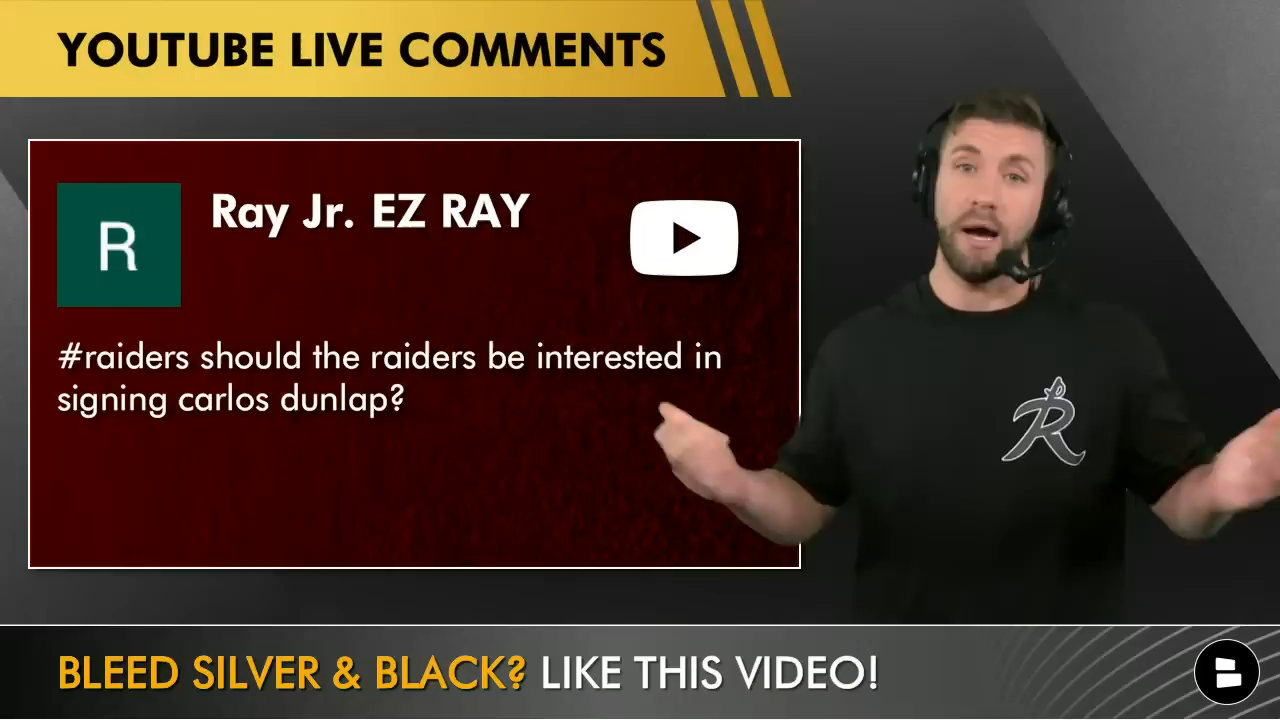 YOUTUBE LIVE COMMENTS
R
Ray Jr. EZ RAY
#raiders should the raiders be interested in
signing carlos dunlap?
R
BLEED SILVER & BLACK? LIKE THIS VIDEO!